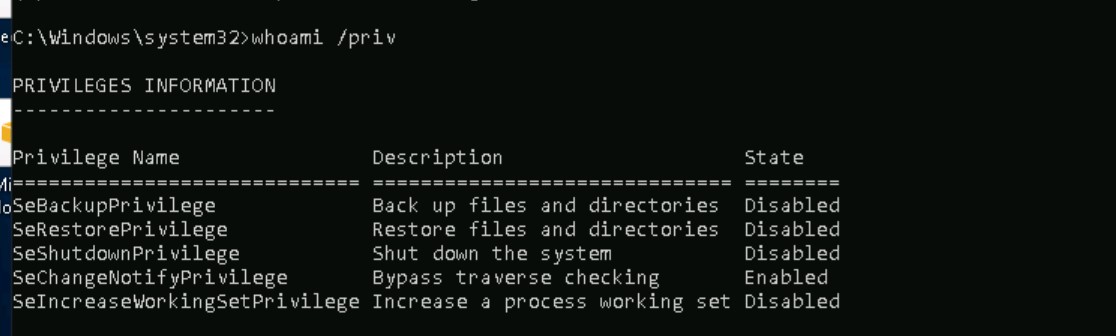 C:\Windows\system32>whoami /priv
PRIVILEGES INFORMATION
----------------------
Privilege Name                Description                    State
============================= ============================== ========
SeBackupPrivilege             Back up files and directories  Disabled
SeRestorePrivilege            Restore files and directories  Disabled
SeShutdownPrivilege           Shut down the system           Disabled
SeChangeNotifyPrivilege       Bypass traverse checking       Enabled
SeIncreaseWorkingSetPrivilege Increase a process working set Disabled